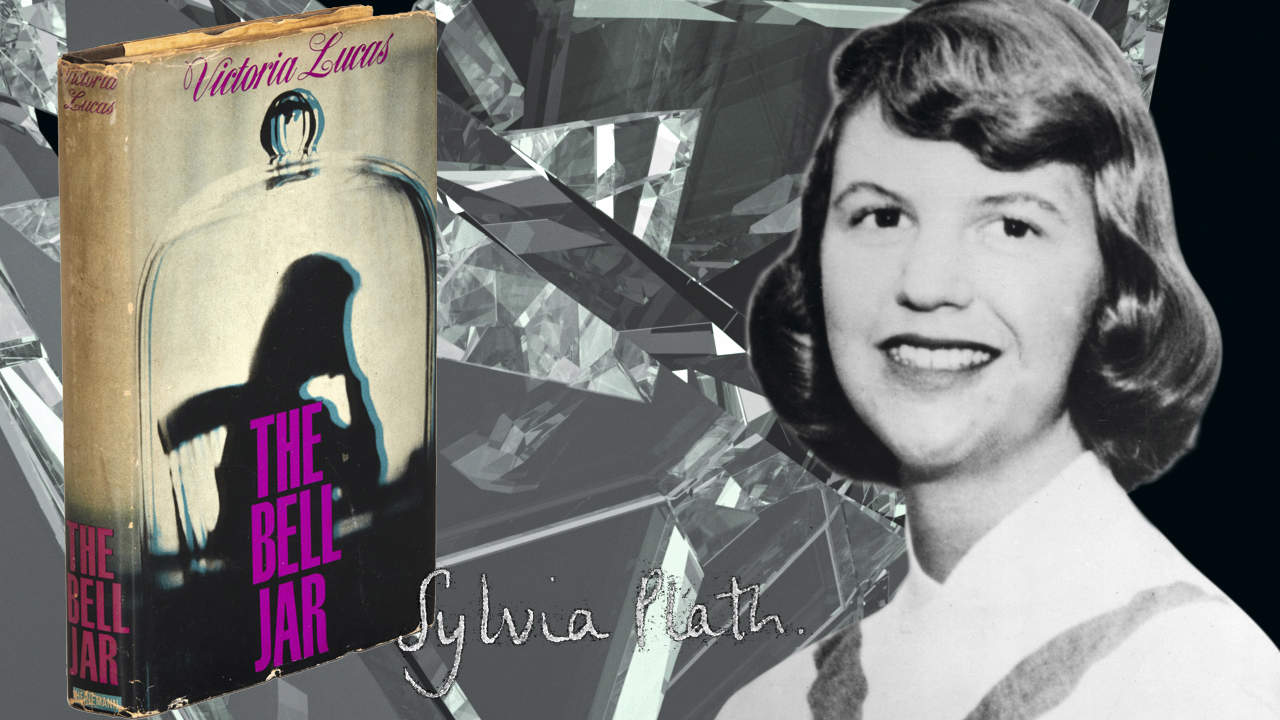 Victoria
Lucas
THE
BELL
JAR
HEINEMANN
Victoria Lucas
THE
BELL
JAR
Sylvia Plath.